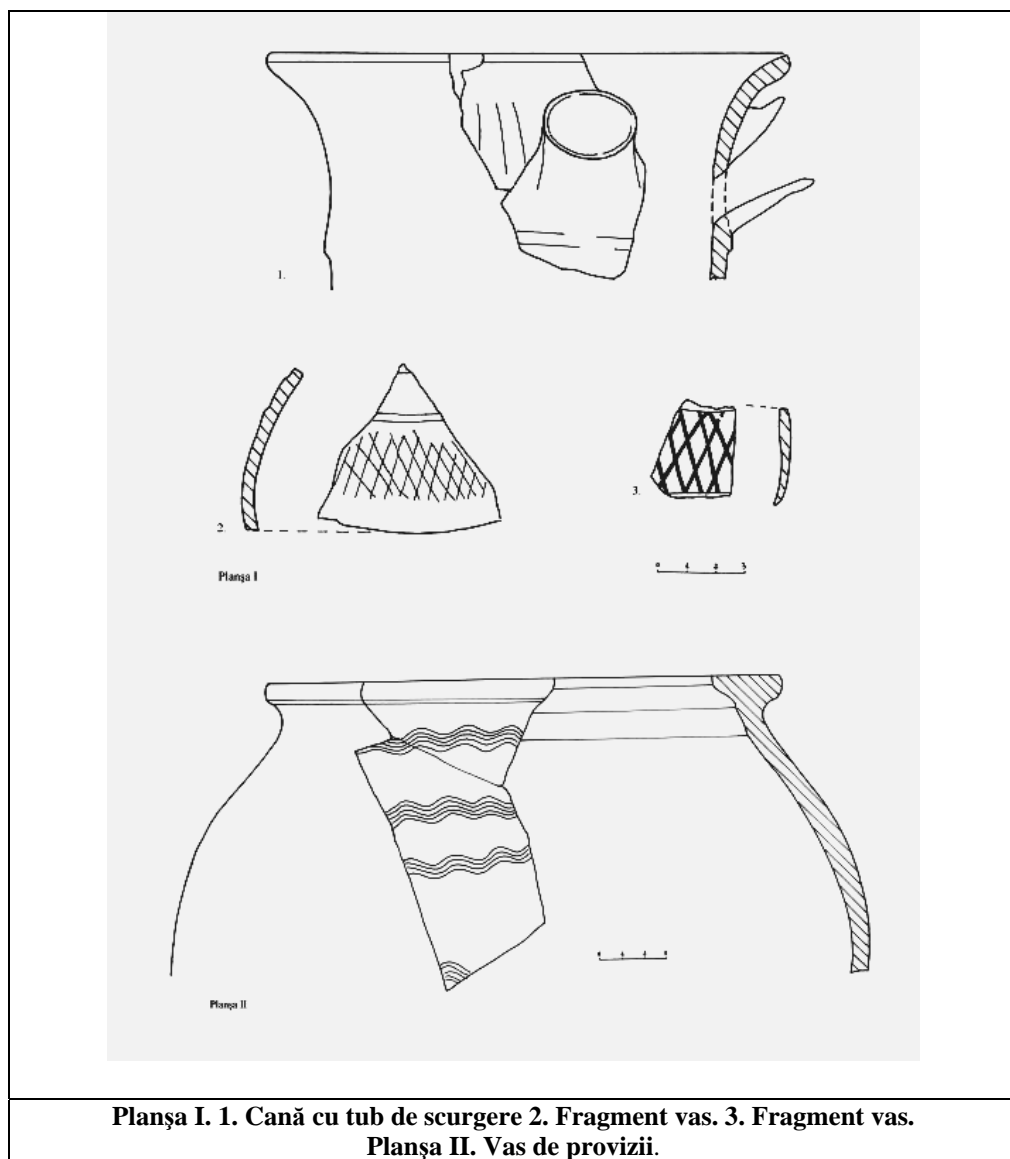 1.
2.
3.
Planşa I
Planşa II
Planşa I. 1. Cană cu tub de scurgere 2. Fragment vas. 3. Fragment vas.
Planşa II. Vas de provizii.